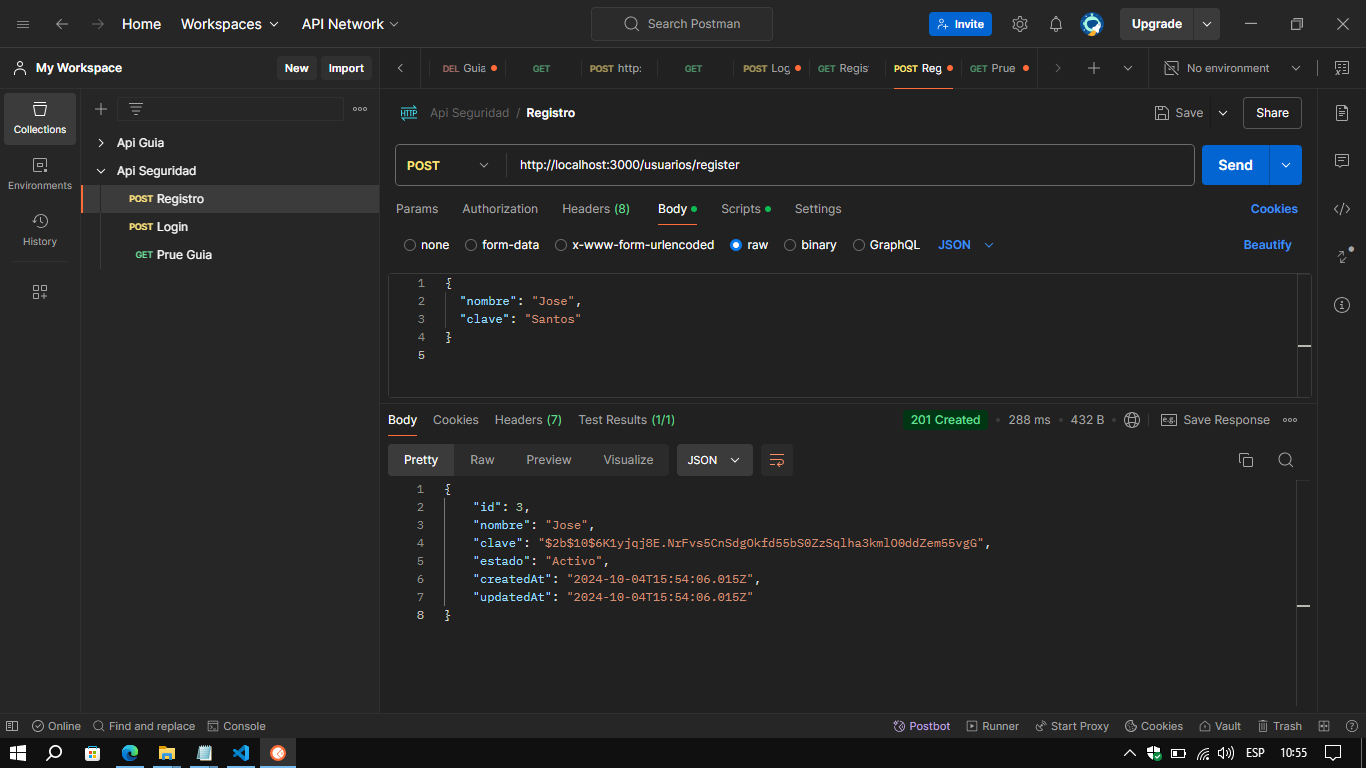 Home Workspaces API Network Search Postman Invite Upgrade
My Workspace New Import DEL Guia GET POST http: GET POST Log GET Regis POST Reg GET Prue No environment
Collections
Environments
History
Api Guia
Api Seguridad
POST Registro
POST Login
GET Prue Guia
HTTP Api Seguridad / Registro Save Share
POST http://localhost:3000/usuarios/register Send
Params Authorization Headers (8) Body Scripts Settings Cookies
none form-data x-www-form-urlencoded raw binary GraphQL JSON Beautify
1 {
2 "nombre": "Jose",
3 "clave": "Santos"
4 }
5
Body Cookies Headers (7) Test Results (1/1) 201 Created 288 ms 432 B e.g. Save Response
Pretty Raw Preview Visualize JSON
1 {
2 "id": 3,
3 "nombre": "Jose",
4 "clave": "$2b$10$6K1yjqj8E.NrFvs5CnSdgOkfd55bS0ZzSqlha3kmlO0ddZem55vgG",
5 "estado": "Activo",
6 "createdAt": "2024-10-04T15:54:06.015Z",
7 "updatedAt": "2024-10-04T15:54:06.015Z"
8 }
Online Find and replace Console Postbot Runner Start Proxy Cookies Vault Trash
ESP 10:55